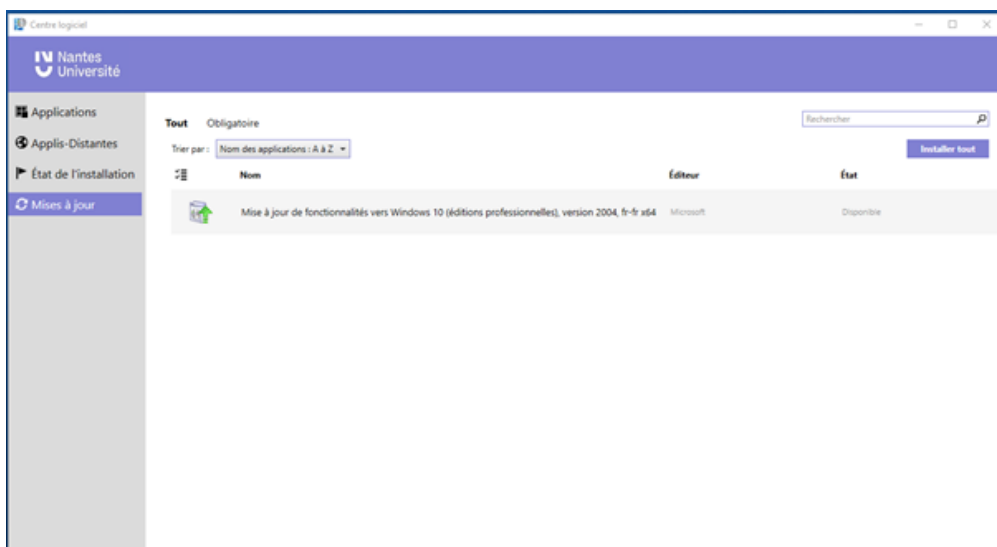 Centre logiciel
Nantes
Université
Applications
Applis-Distantes
État de l'installation
Mises à jour
Tout Obligatoire
Rechercher
Trier par : Nom des applications : A à Z
Installer tout
Nom Éditeur État
Mise à jour de fonctionnalités vers Windows 10 (éditions professionnelles), version 2004, fr-fr x64 Microsoft Disponible